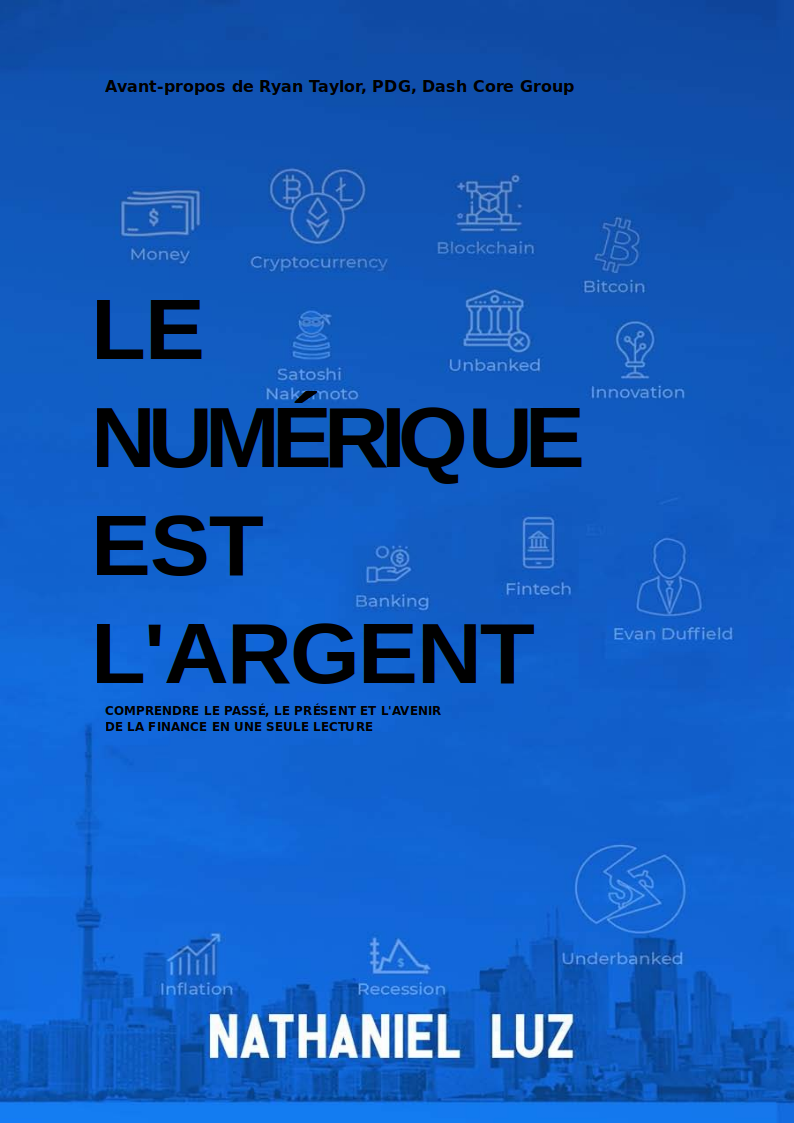 Avant-propos de Ryan Taylor, PDG, Dash Core Group
Money
Cryptocurrency
Blockchain
Bitcoin
LE
Satoshi
Nakamoto
Unbanked
Innovation
NUMÉRIQUE
EST
Banking
Fintech
Evan Duffield
L'ARGENT
COMPRENDRE LE PASSÉ, LE PRÉSENT ET L'AVENIR
DE LA FINANCE EN UNE SEULE LECTURE
Underbanked
Inflation
Recession
NATHANIEL LUZ